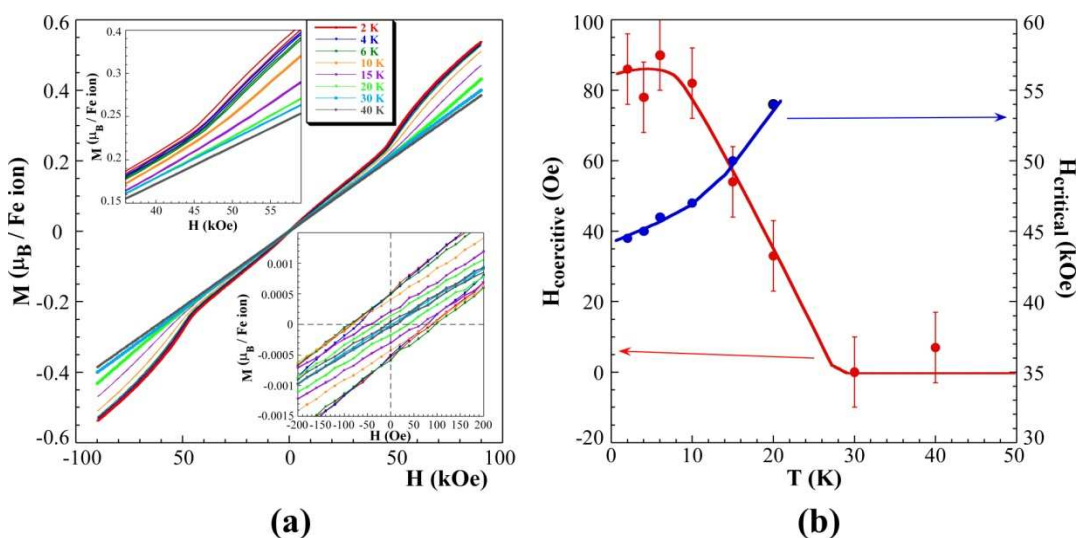 0.6
0.4
0.2
0
-0.2
-0.4
-0.6
M (μB / Fe ion)
-100
50
0
50
100
H (kOe)
0.4
0.3
0.25
0.2
0.15
M (μB / Fe ion)
40
45
50
55
H (kOe)
2 K
4 K
6 K
10 K
15 K
20 K
30 K
40 K
0.001
0.0005
0
-0.0005
-0.001
-0.0015
M (μB / Fe ion)
-200
-150
-100
-50
0
50
100
150
200
H (Oe)
(a)
100
80
60
40
20
0
-20
Hcoercitive (Oe)
0
10
20
30
40
50
T (K)
60
55
50
45
40
35
30
Hcritical (kOe)
(b)